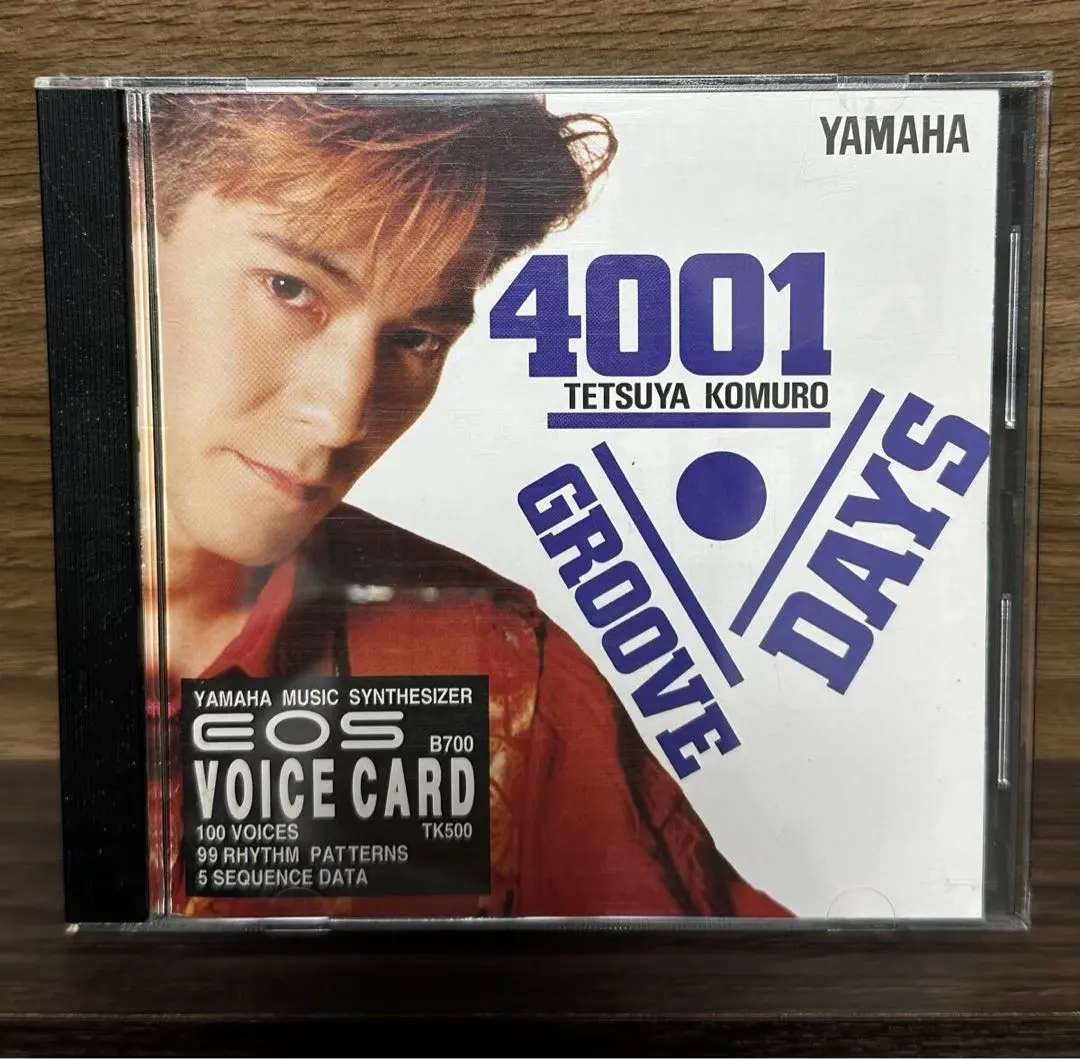 YAMAHA
4001
TETSUYA KOMURO
GROOVE
DAYS
YAMAHA MUSIC SYNTHESIZER
EOS B700
VOICE CARD
100 VOICES TK500
99 RHYTHM PATTERNS
5 SEQUENCE DATA